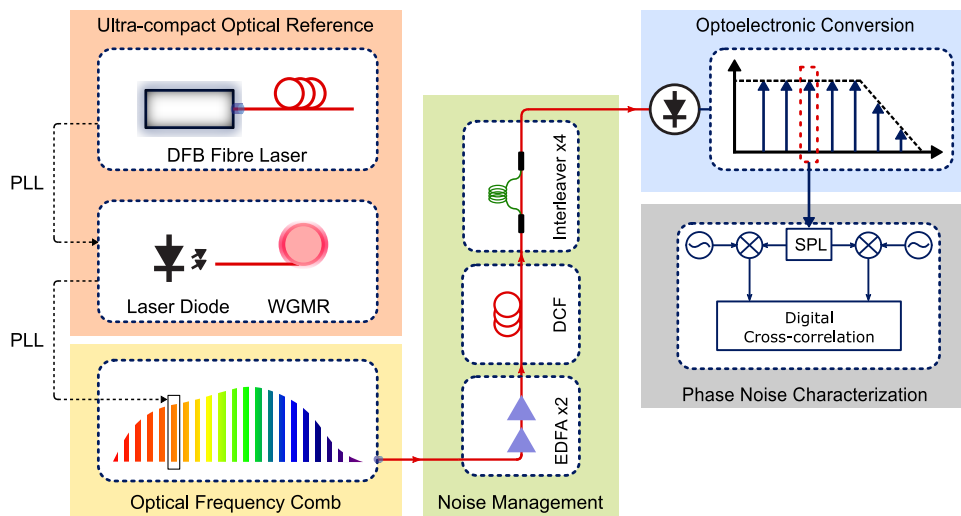 Ultra-compact Optical Reference
DFB Fibre Laser
PLL
Laser Diode
WGMR
PLL
Optical Frequency Comb
Interleaver x4
DCF
EDFA x2
Noise Management
Optoelectronic Conversion
SPL
Digital
Cross-correlation
Phase Noise Characterization